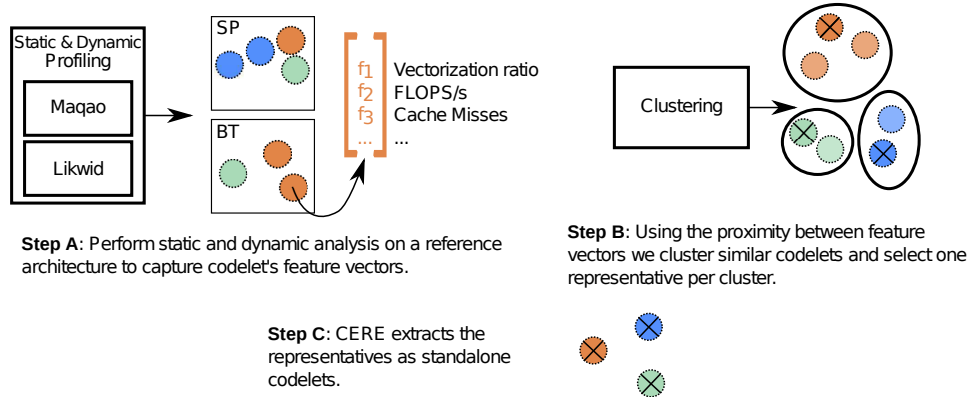 Static & Dynamic
Profiling
Maqao
Likwid
SP
BT
f1 Vectorization ratio
f2 FLOPS/s
f3 Cache Misses
... ...
Clustering
Step A: Perform static and dynamic analysis on a reference
architecture to capture codelet's feature vectors.
Step B: Using the proximity between feature
vectors we cluster similar codelets and select one
representative per cluster.
Step C: CERE extracts the
representatives as standalone
codelets.